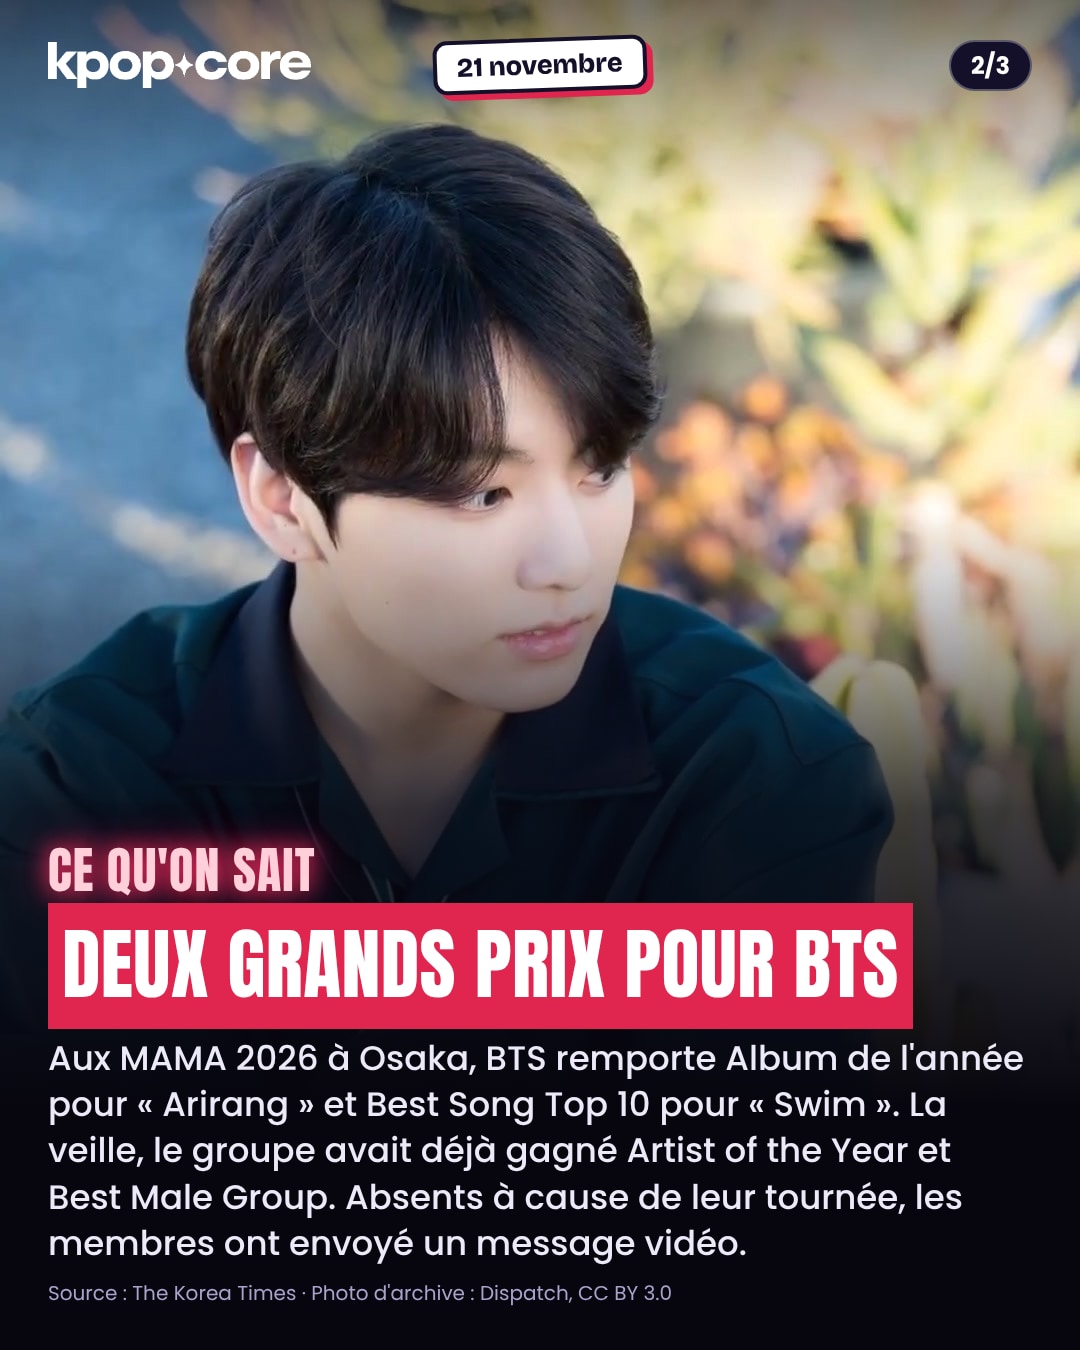 kpop✦core
21 novembre
2/3
CE QU'ON SAIT
DEUX GRANDS PRIX POUR BTS
Aux MAMA 2026 à Osaka, BTS remporte Album de l'année
pour « Arirang » et Best Song Top 10 pour « Swim ». La
veille, le groupe avait déjà gagné Artist of the Year et
Best Male Group. Absents à cause de leur tournée, les
membres ont envoyé un message vidéo.
Source : The Korea Times · Photo d'archive : Dispatch, CC BY 3.0